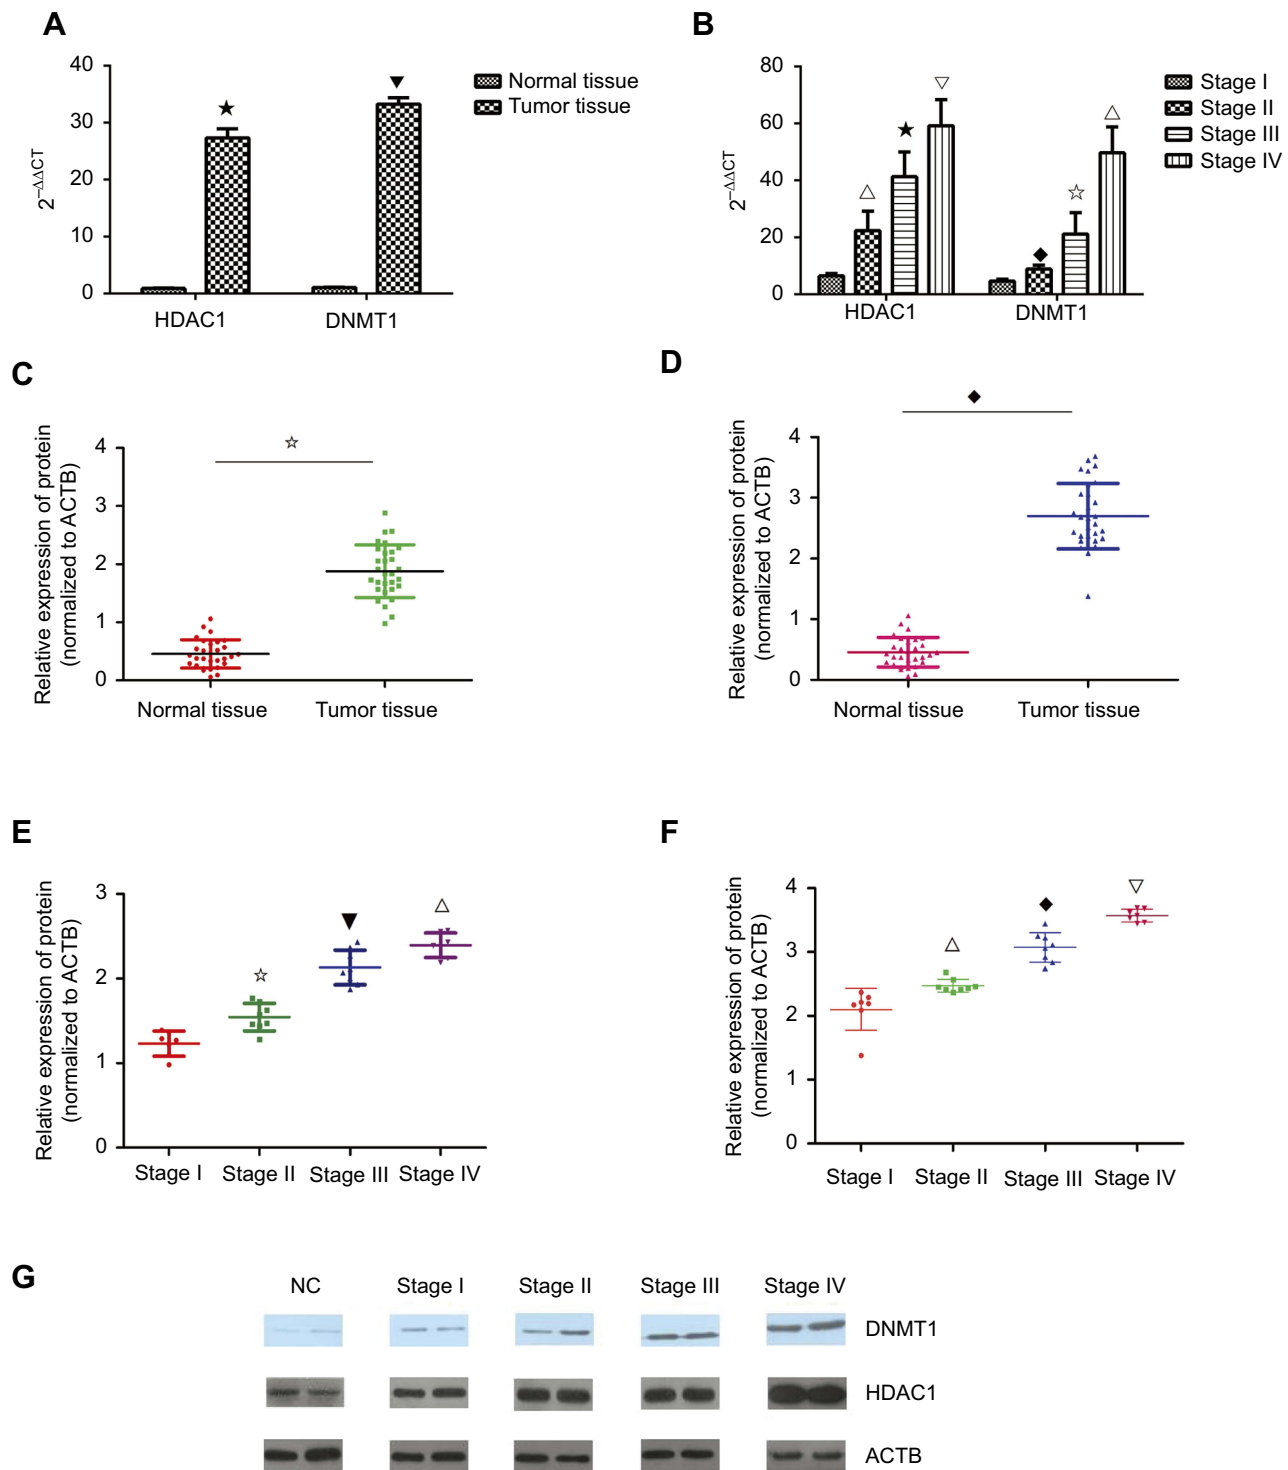 A
40
30
20
10
0
2^−ΔΔCT
HDAC1
DNMT1
Normal tissue
Tumor tissue
B
80
60
40
20
0
2^−ΔΔCT
HDAC1
DNMT1
Stage I
Stage II
Stage III
Stage IV
C
Relative expression of protein
(normalized to ACTB)
4
3
2
1
0
Normal tissue
Tumor tissue
D
Relative expression of protein
(normalized to ACTB)
4
3
2
1
0
Normal tissue
Tumor tissue
E
Relative expression of protein
(normalized to ACTB)
3
2
1
0
Stage I
Stage II
Stage III
Stage IV
F
Relative expression of protein
(normalized to ACTB)
4
3
2
1
0
Stage I
Stage II
Stage III
Stage IV
G
NC
Stage I
Stage II
Stage III
Stage IV
DNMT1
HDAC1
ACTB